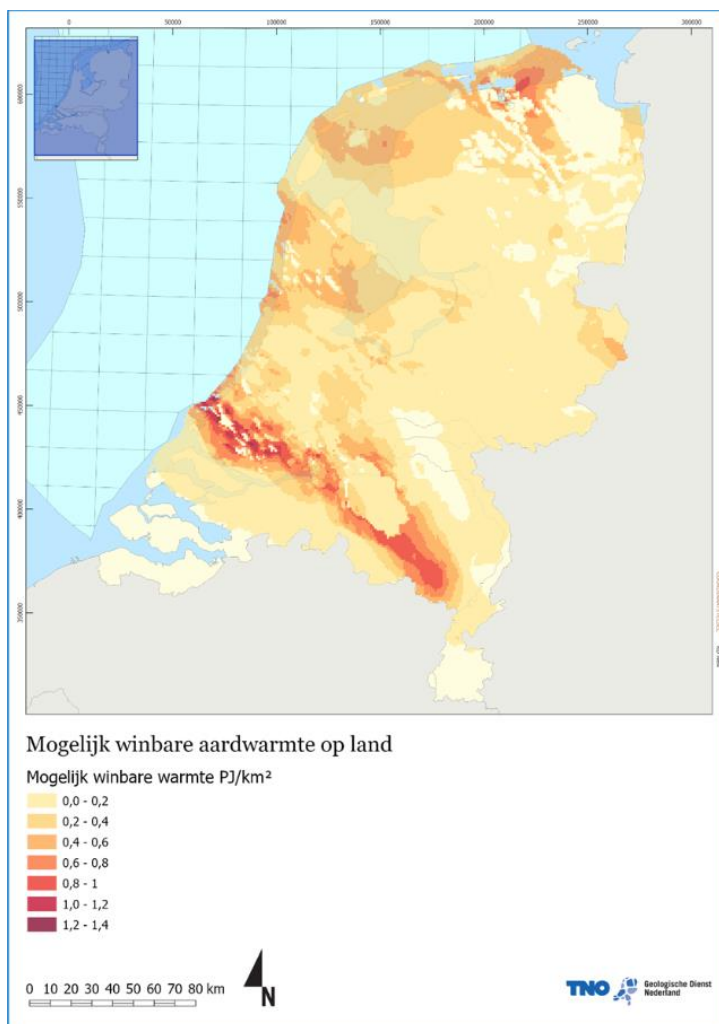 0 50000 100000 150000 200000 250000 300000
600000
550000
500000
450000
400000
350000
Mogelijk winbare aardwarmte op land
Mogelijk winbare warmte PJ/km²
0,0 - 0,2
0,2 - 0,4
0,4 - 0,6
0,6 - 0,8
0,8 - 1
1,0 - 1,2
1,2 - 1,4
0 10 20 30 40 50 60 70 80 km
N
TNO Geologische Dienst
Nederland